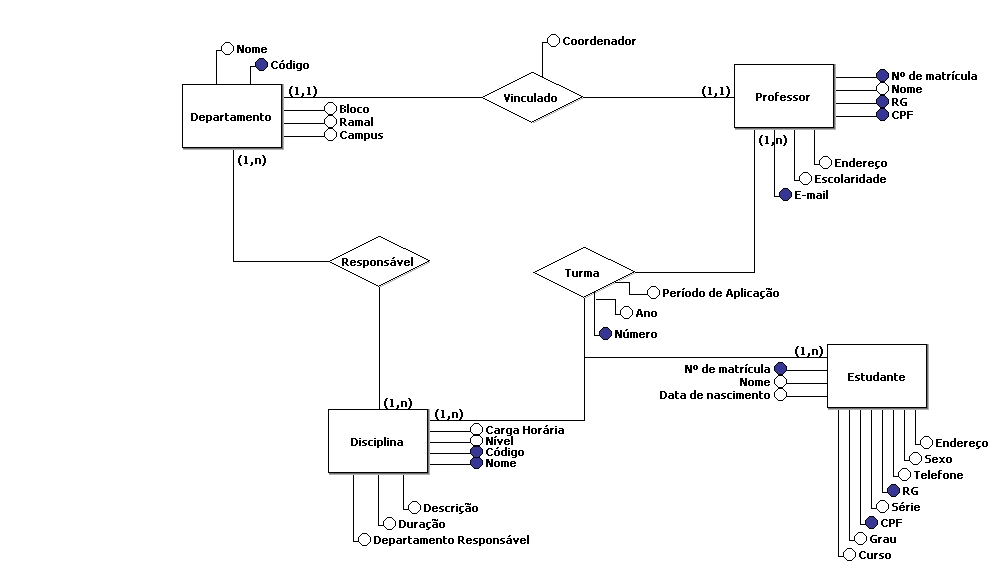 Coordenador
Nome
Código
(1,1)
Vinculado
(1,1)
Professor
Nº de matrícula
Nome
RG
CPF
Departamento
Bloco
Ramal
Campus
(1,n)
(1,n)
Endereço
Escolaridade
E-mail
Responsável
Turma
Período de Aplicação
Ano
Número
(1,n)
Nº de matrícula
Nome
Data de nascimento
Estudante
(1,n)
(1,n)
Disciplina
Carga Horária
Nível
Código
Nome
Descrição
Duração
Departamento Responsável
Endereço
Sexo
Telefone
RG
Série
CPF
Grau
Curso